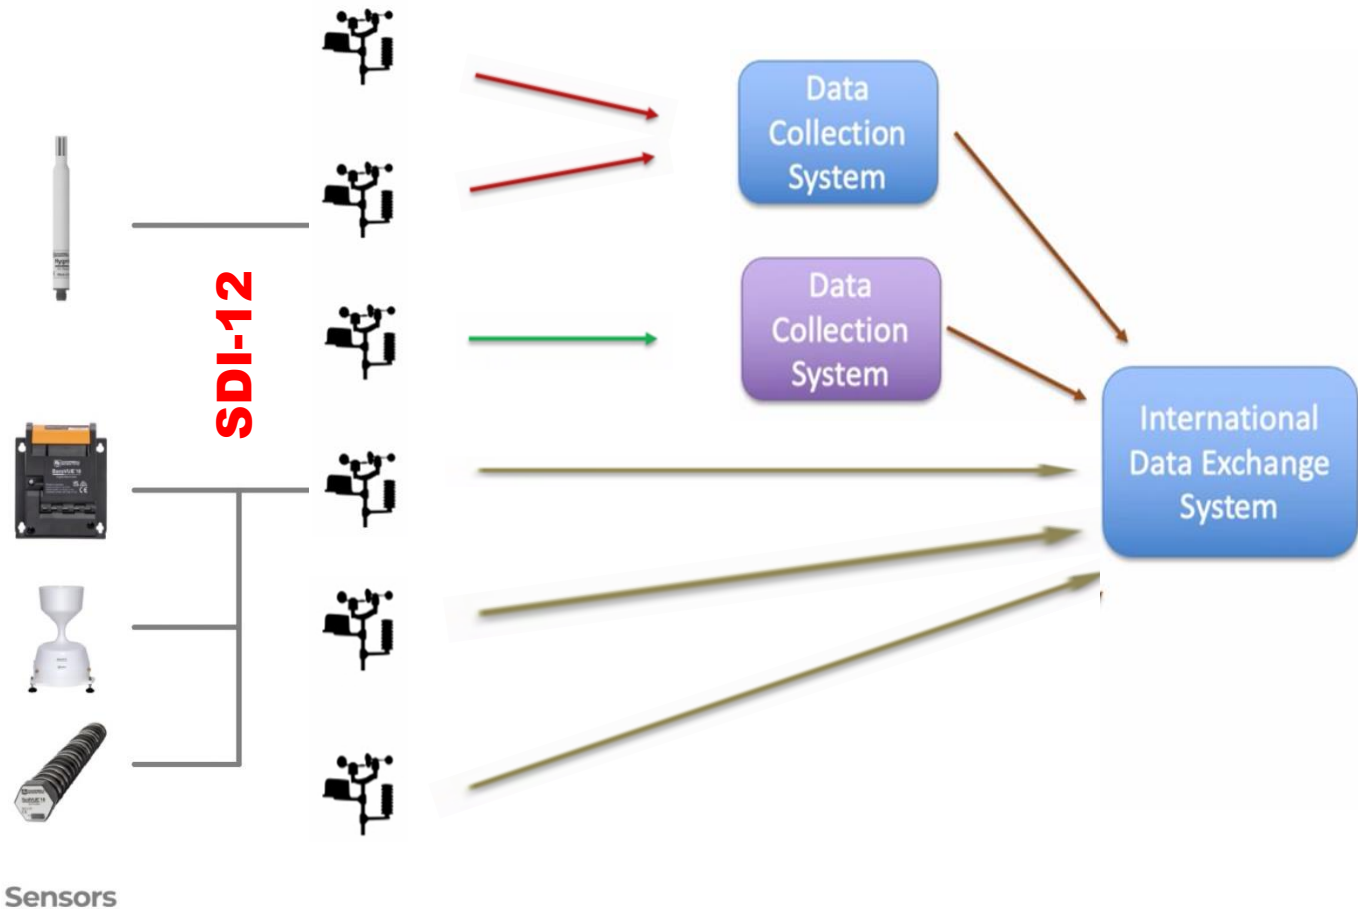 Data
Collection
System
Data
Collection
System
SDI-12
International
Data Exchange
System
Sensors